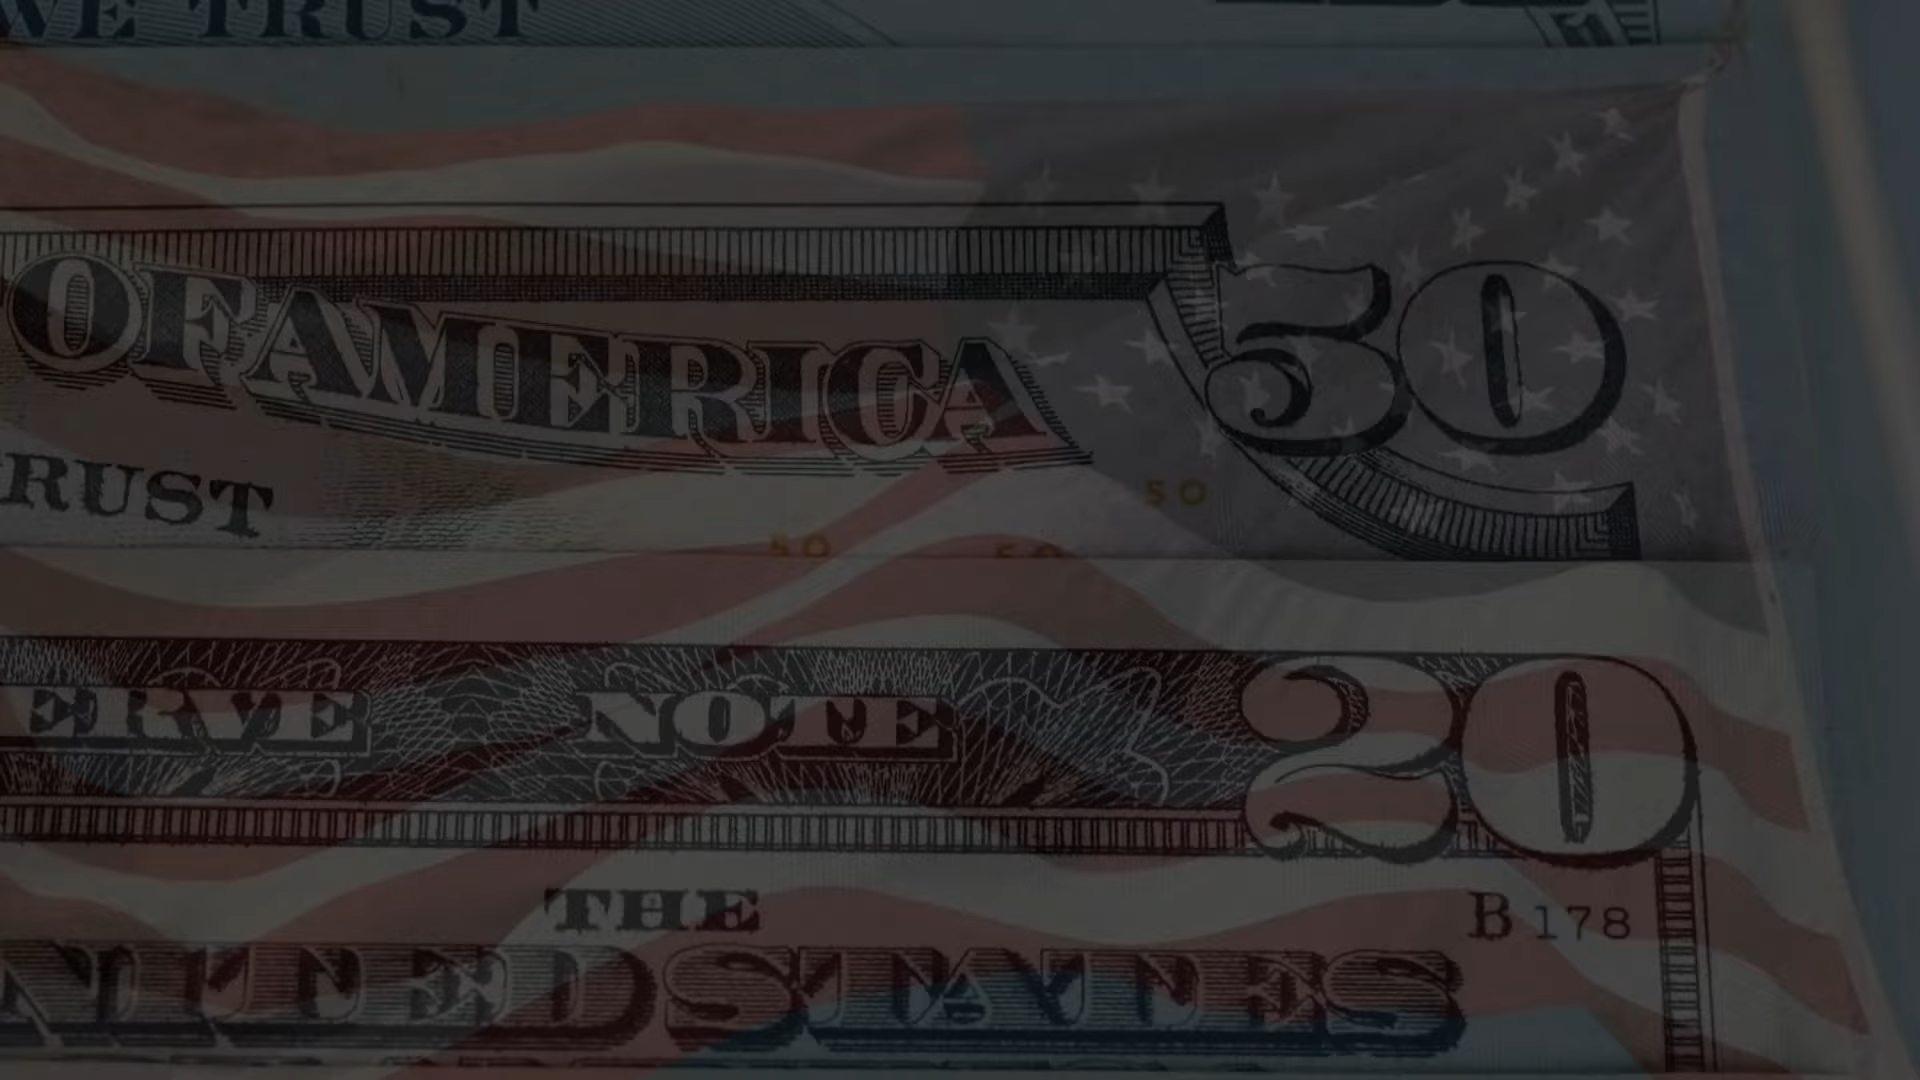 WE TRUST
OF AMERICA
50
RUST
50
50
50
ERVE NOTE
20
THE
B 178
NITED STATES